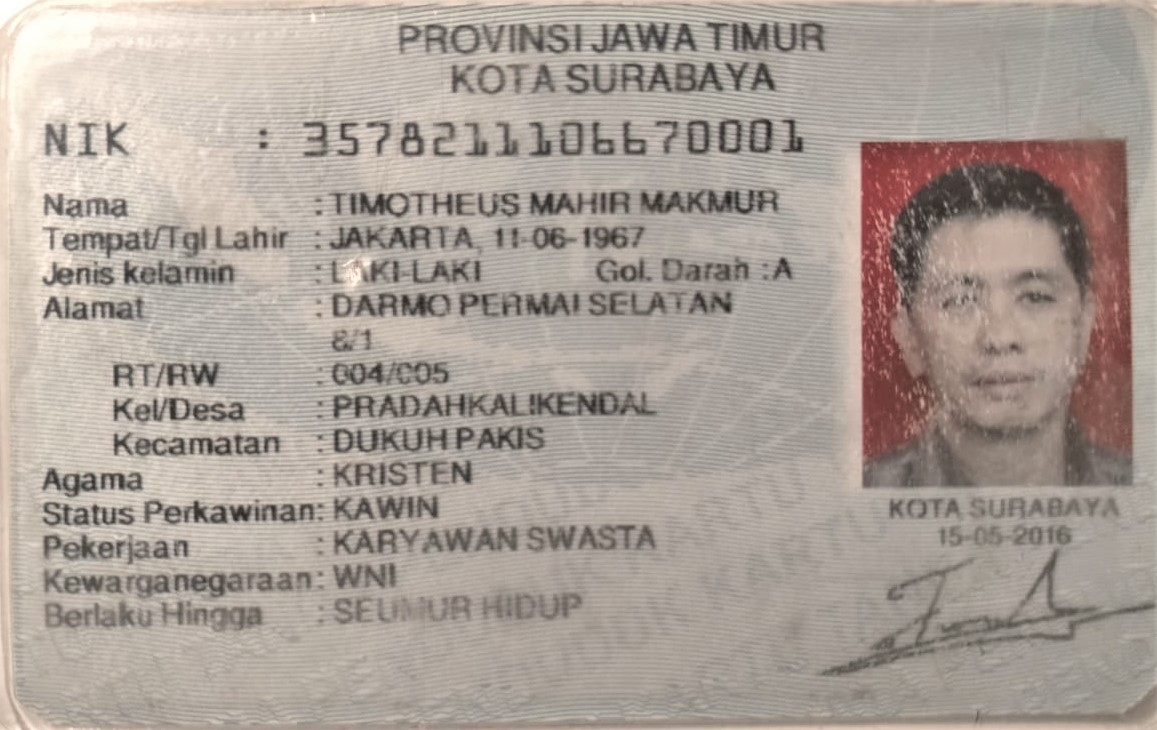 PROVINSI JAWA TIMUR
KOTA SURABAYA
NIK : 3578211106670001
Nama : TIMOTHEUS MAHIR MAKMUR
Tempat/Tgl Lahir : JAKARTA, 11-06-1967
Jenis kelamin : LAKI-LAKI Gol. Darah : A
Alamat : DARMO PERMAI SELATAN
8/1
RT/RW : 004/005
Kel/Desa : PRADAHKALIKENDAL
Kecamatan : DUKUH PAKIS
Agama : KRISTEN
Status Perkawinan : KAWIN
Pekerjaan : KARYAWAN SWASTA
Kewarganegaraan : WNI
Berlaku Hingga : SEUMUR HIDUP
KOTA SURABAYA
15-05-2016